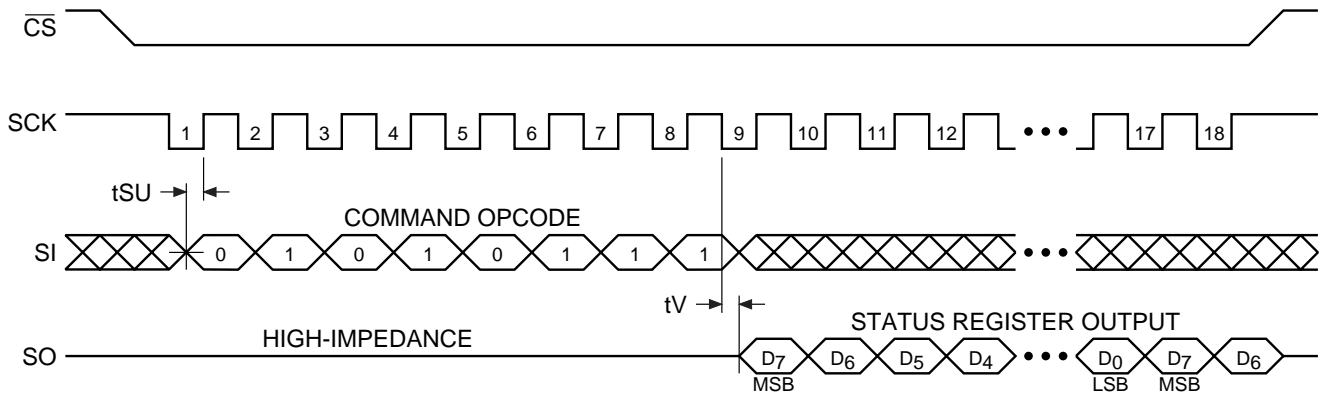 CS
SCK 1 2 3 4 5 6 7 8 9 10 11 12 17 18
tSU
COMMAND OPCODE
SI 0 1 0 1 0 1 1 1
tV
HIGH-IMPEDANCE STATUS REGISTER OUTPUT
SO D7 D6 D5 D4 D0 D7 D6
MSB LSB MSB